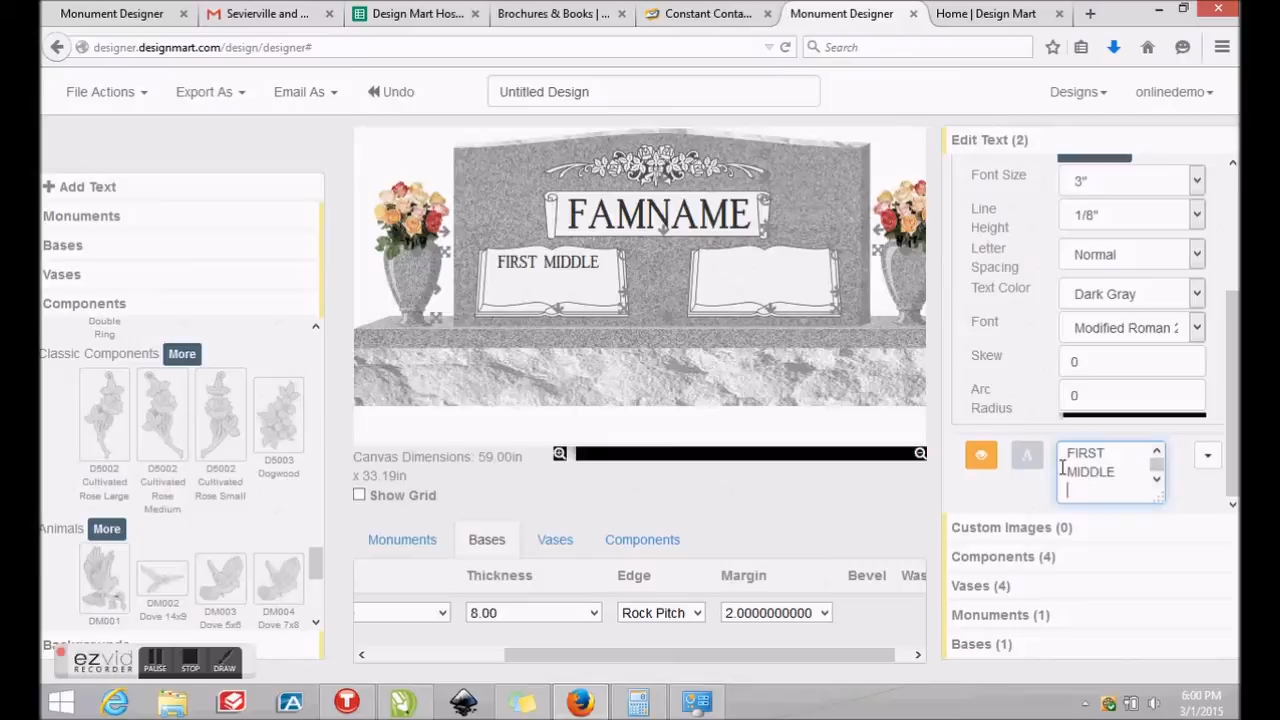 Monument Designer
Sevierville and ...
Design Mart Hos...
Brochures & Books | ...
Constant Conta...
Monument Designer
Home | Design Mart
designer.designmart.com/design/designer#
Search
File Actions
Export As
Email As
Undo
Untitled Design
Designs
onlinedemo
Add Text
Monuments
Bases
Vases
Components
Double
Ring
Classic Components
More
D5002
Cultivated
Rose Large
D5002
Cultivated
Rose
Medium
D5002
Cultivated
Rose Small
D5003
Dogwood
Animals
More
DM001
DM002
Dove 14x9
DM003
Dove 5x6
DM004
Dove 7x8
ezvid
RECORDER
PAUSE
STOP
DRAW
FAMNAME
FIRST MIDDLE
Canvas Dimensions: 59.00in
x 33.19in
Show Grid
Monuments
Bases
Vases
Components
Thickness
Edge
Margin
Bevel
Was
8.00
Rock Pitch
2.0000000000
Edit Text (2)
Font Size
3"
Line
Height
1/8"
Letter
Spacing
Normal
Text Color
Dark Gray
Font
Modified Roman 2
Skew
0
Arc
Radius
0
FIRST
MIDDLE
Custom Images (0)
Components (4)
Vases (4)
Monuments (1)
Bases (1)
6:00 PM
3/1/2015